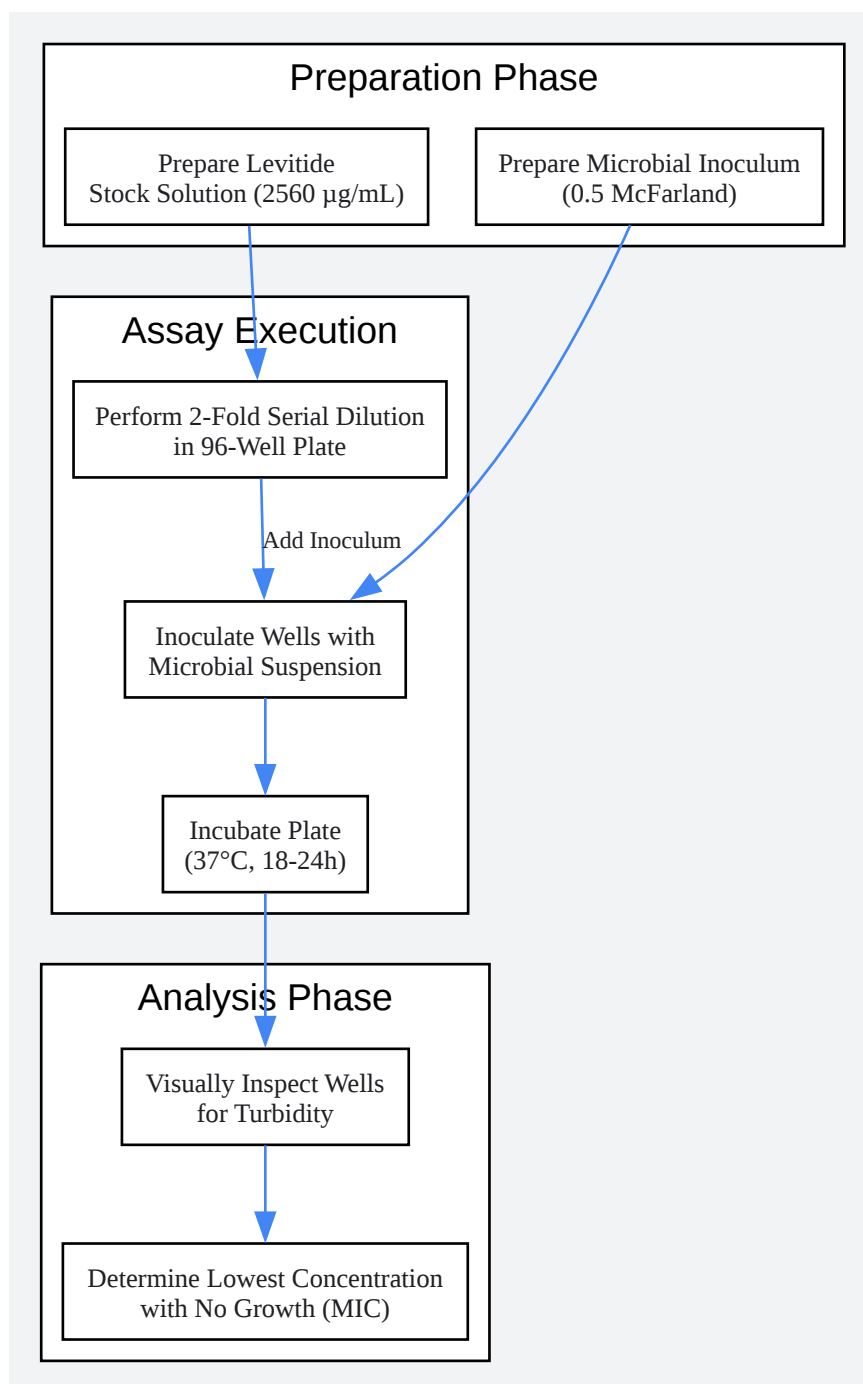 Preparation Phase
Prepare Levitide
Stock Solution (2560 µg/mL)
Prepare Microbial Inoculum
(0.5 McFarland)
Assay Execution
Perform 2-Fold Serial Dilution
in 96-Well Plate
Add Inoculum
Inoculate Wells with
Microbial Suspension
Incubate Plate
(37°C, 18-24h)
Analysis Phase
Visually Inspect Wells
for Turbidity
Determine Lowest Concentration
with No Growth (MIC)